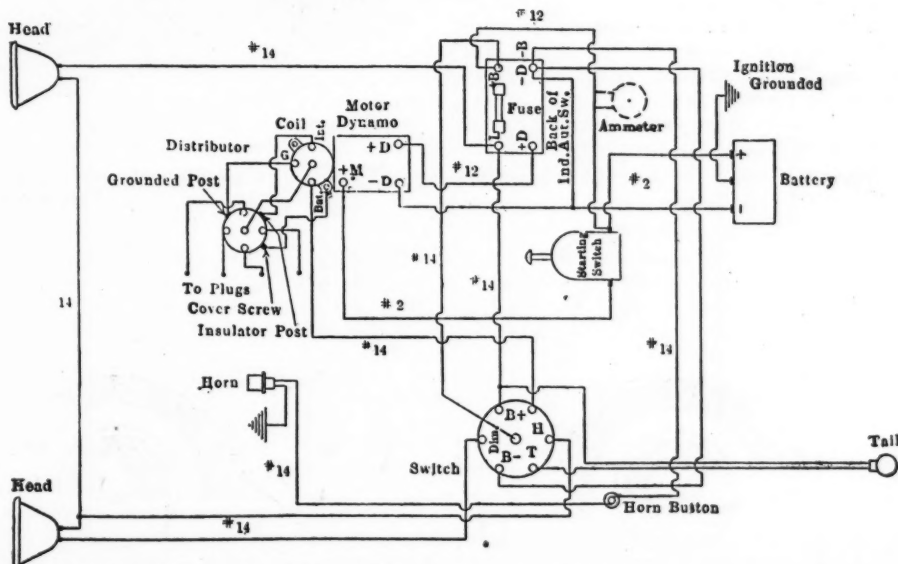 Head
# 14
# 12
-B
+B
-D
Fuse
L
+D
Back of
Ind. Aut. Sw.
Ammeter
Ignition
Grounded
+
Battery
-
# 2
Motor
Dynamo
+D
+M
-D
# 12
Coil
Int.
G
Bat.
Distributor
Grounded Post
To Plugs
Cover Screw
Insulator Post
Starting
Switch
# 14
# 14
# 2
# 14
# 14
14
Horn
# 14
B+
H
Dim.
B-
T
Switch
Tail
Horn Button
Head
# 14